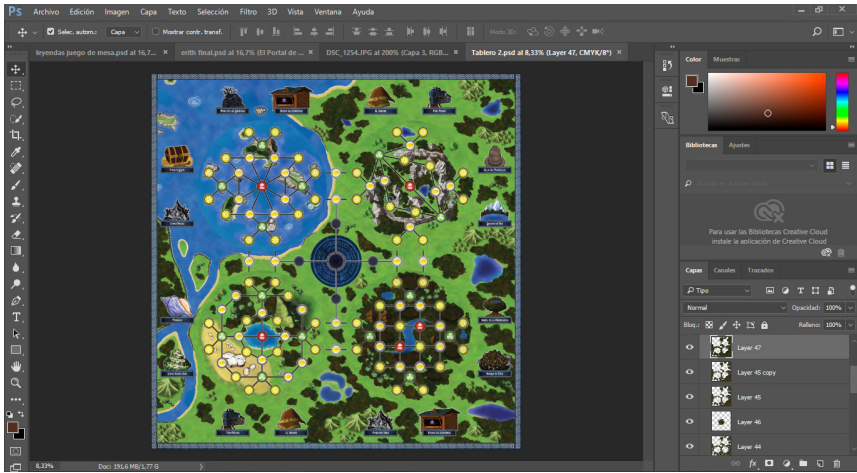 Ps Archivo Edición Imagen Capa Texto Selección Filtro 3D Vista Ventana Ayuda
Selec. autom.: Capa Mostrar contr. transf. Modo 3D:
leyendas juego de mesa.psd al 16,7... × erith final.psd al 16,7% (El Portal de ... × DSC_1254.JPG al 200% (Capa 3, RGB... × Tablero 2.psd al 8,33% (Layer 47, CMYK/8*) ×
Color Muestras
Bibliotecas Ajustes
Para usar las Bibliotecas Creative Cloud
instale la aplicación de Creative Cloud
Capas Canales Trazados
Tipo
Normal Opacidad: 100%
Bloq.: Relleno: 100%
Layer 47
Layer 45 copy
Layer 45
Layer 46
Layer 44
8,33% Doc: 191,6 MB/1,77 G